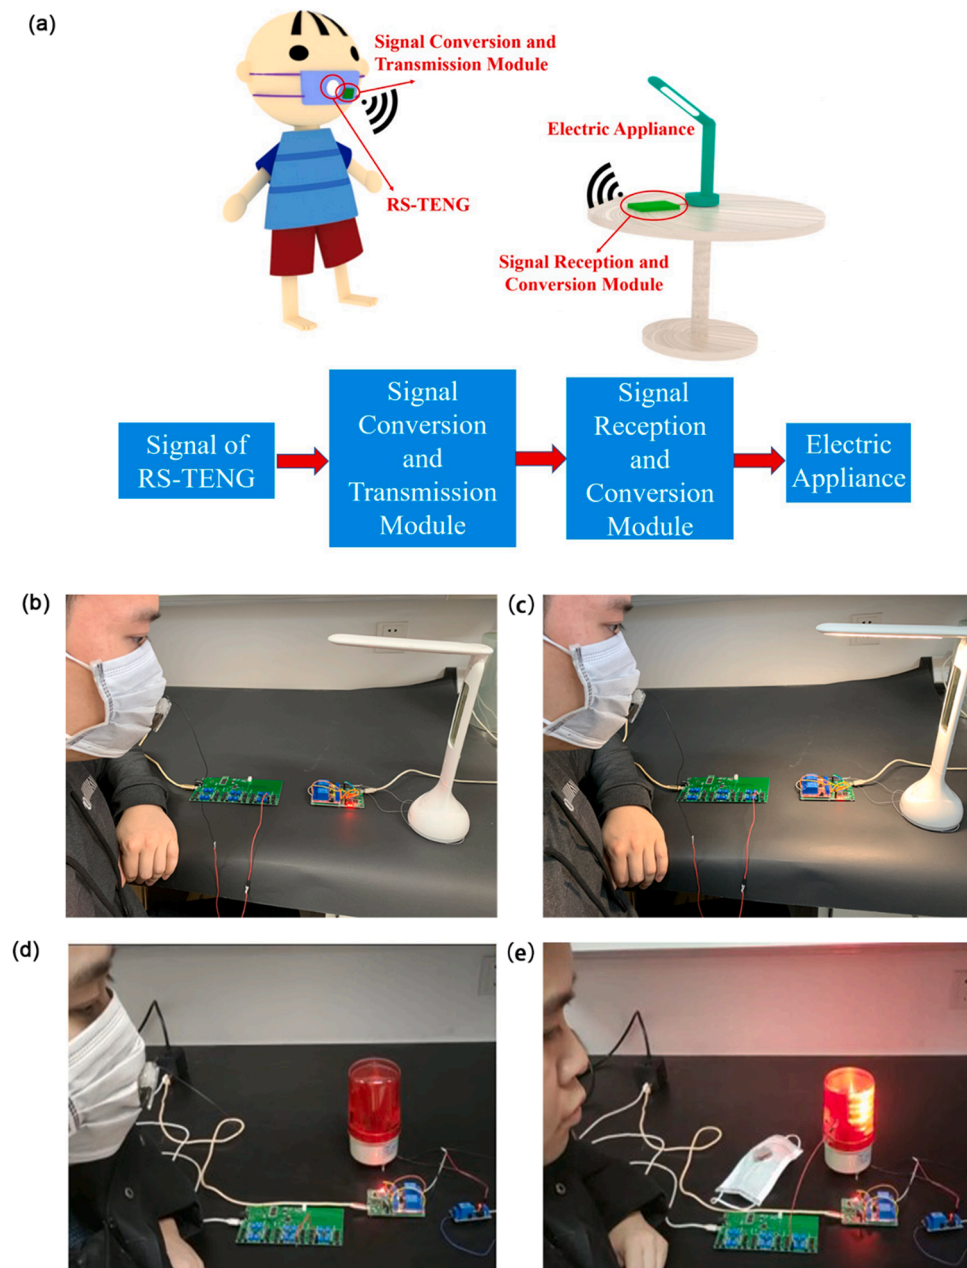 (a)
Signal Conversion and
Transmission Module
Electric Appliance
RS-TENG
Signal Reception and
Conversion Module
Signal of
RS-TENG
Signal
Conversion
and
Transmission
Module
Signal
Reception
and
Conversion
Module
Electric
Appliance
(b)
(c)
(d)
(e)